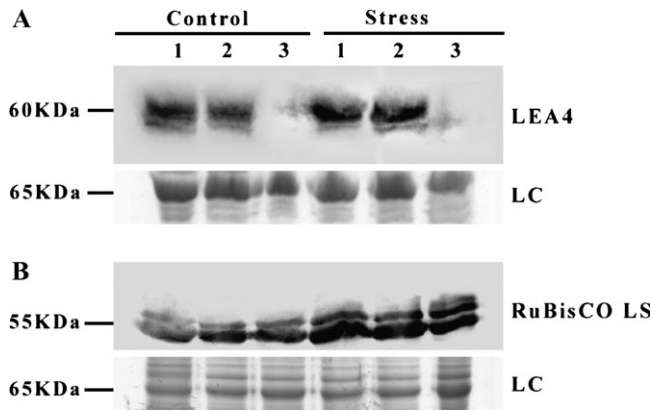 A
Control Stress
1 2 3 1 2 3
60KDa LEA4
65KDa LC
B
55KDa RuBisCO LS
65KDa LC